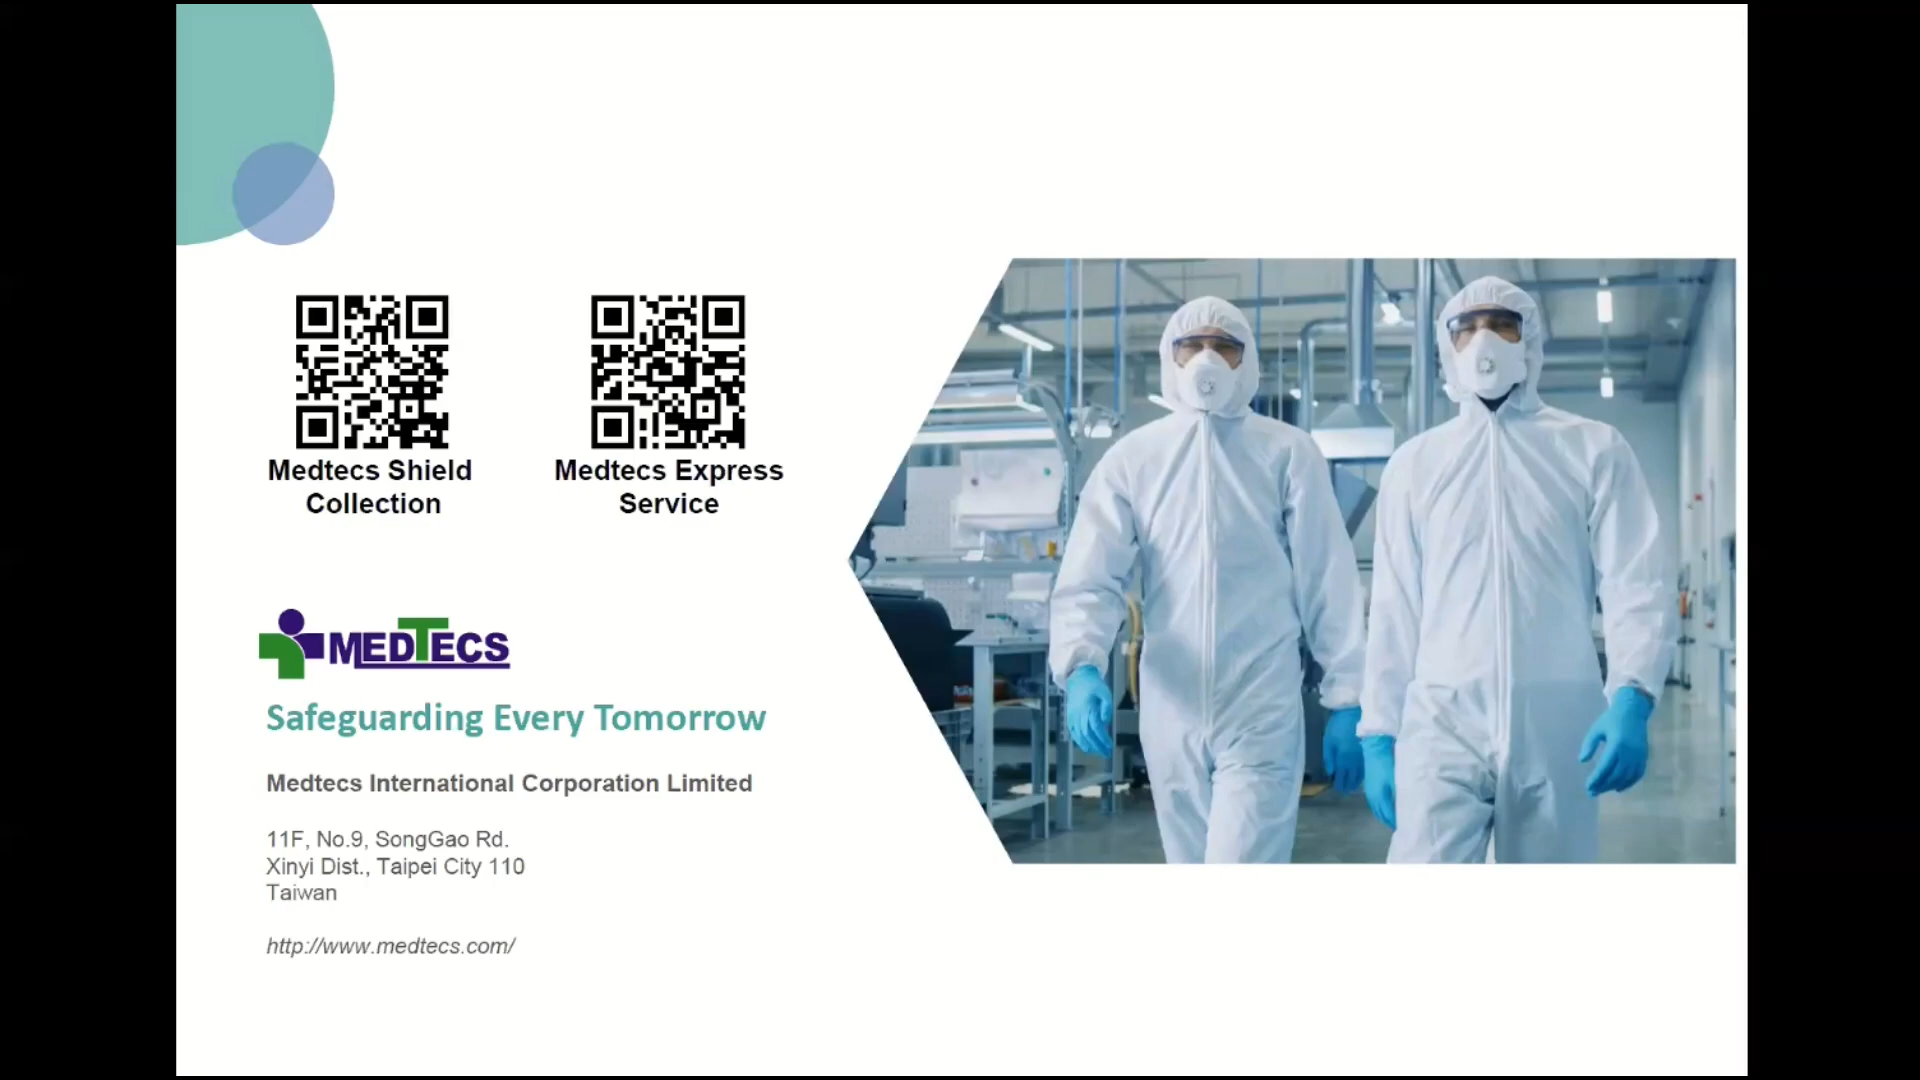 Medtecs Shield
Collection
Medtecs Express
Service
MEDTECS
Safeguarding Every Tomorrow
Medtecs International Corporation Limited
11F, No.9, SongGao Rd.
Xinyi Dist., Taipei City 110
Taiwan
http://www.medtecs.com/